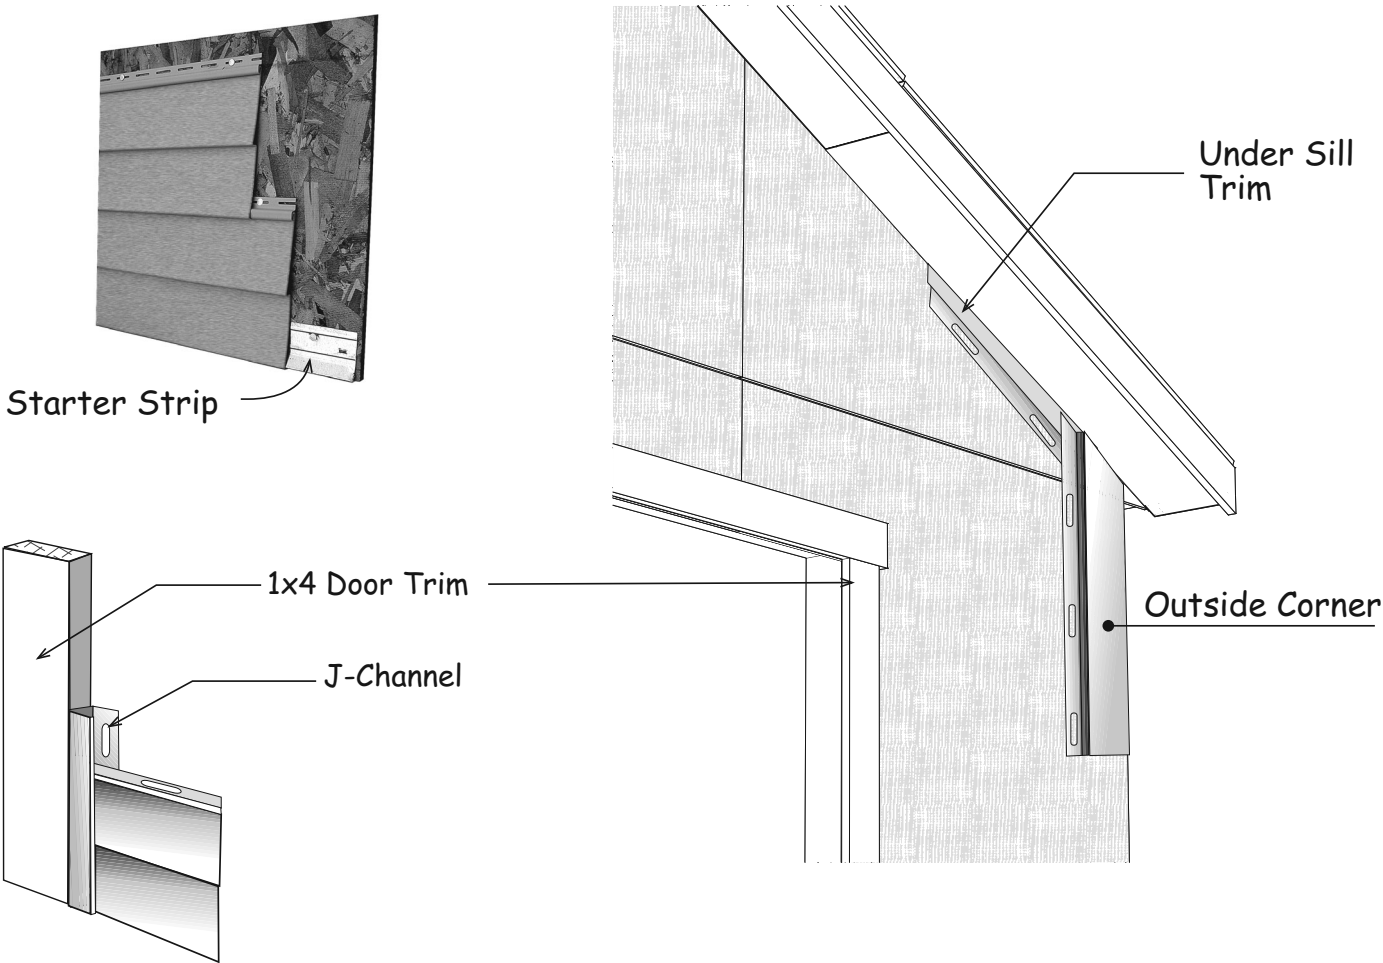 Under Sill
Trim
Starter Strip
1x4 Door Trim
Outside Corner
J-Channel